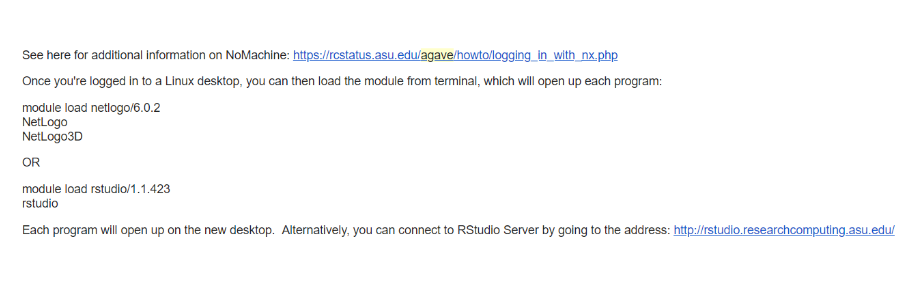 See here for additional information on NoMachine: https://rcstatus.asu.edu/agave/howto/logging_in_with_nx.php
Once you're logged in to a Linux desktop, you can then load the module from terminal, which will open up each program:
module load netlogo/6.0.2
NetLogo
NetLogo3D
OR
module load rstudio/1.1.423
rstudio
Each program will open up on the new desktop.  Alternatively, you can connect to RStudio Server by going to the address: http://rstudio.researchcomputing.asu.edu/